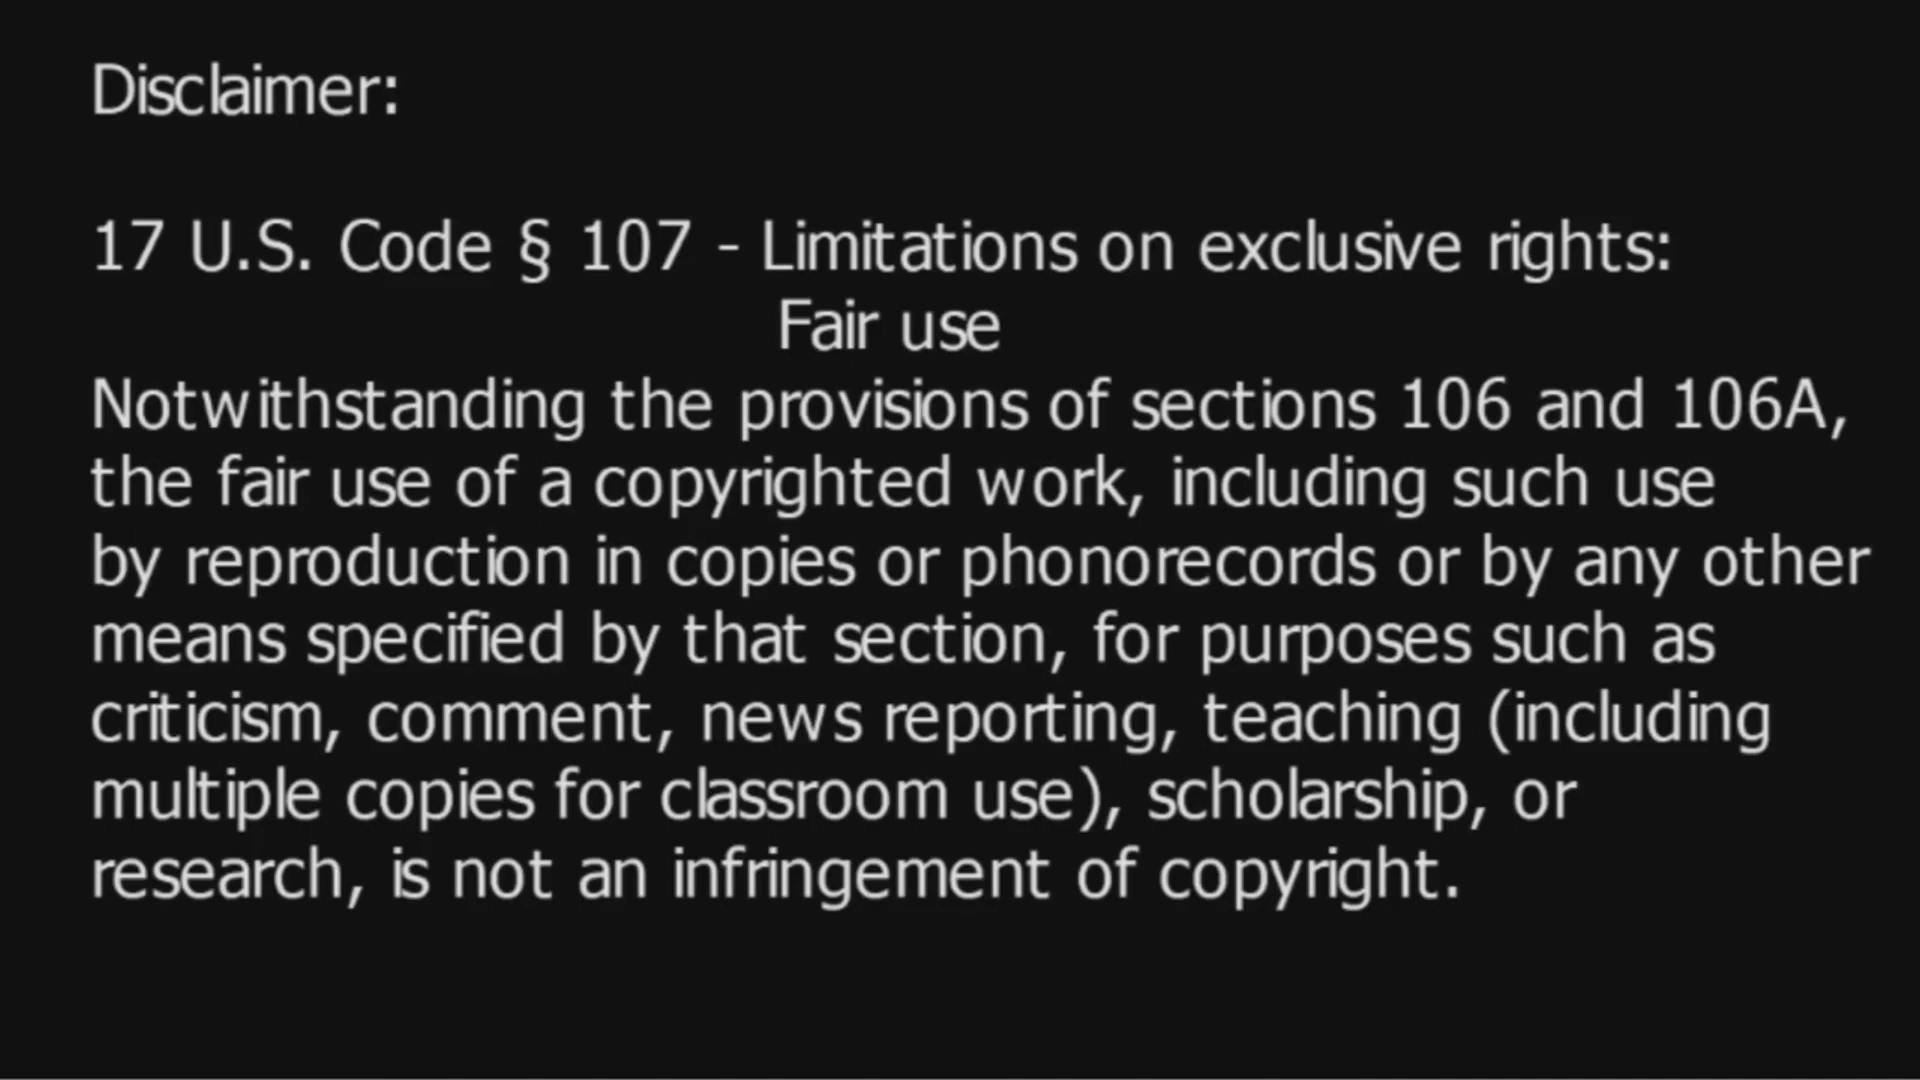 Disclaimer:
17 U.S. Code § 107 - Limitations on exclusive rights:
Fair use
Notwithstanding the provisions of sections 106 and 106A,
the fair use of a copyrighted work, including such use
by reproduction in copies or phonorecords or by any other
means specified by that section, for purposes such as
criticism, comment, news reporting, teaching (including
multiple copies for classroom use), scholarship, or
research, is not an infringement of copyright.